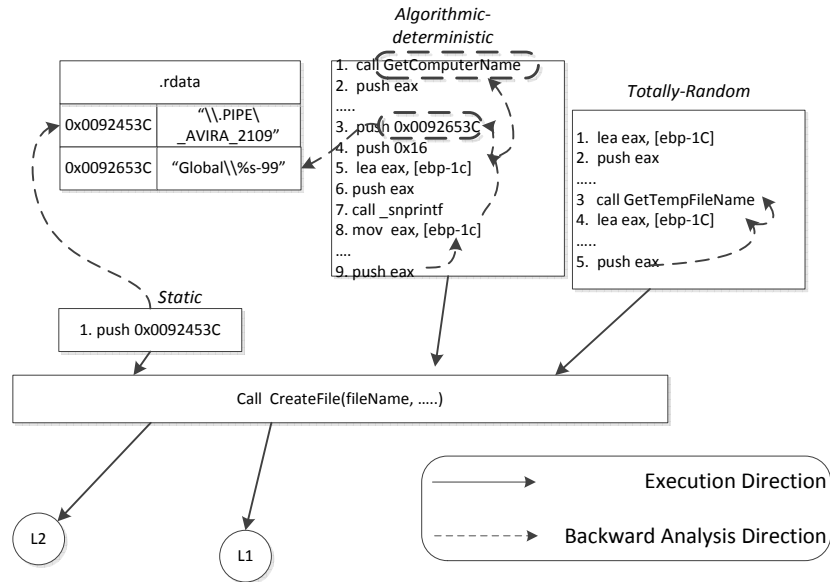 Algorithmic-
deterministic
1. call GetComputerName
2. push eax
.....
3. push 0x0092653C
4. push 0x16
5. lea eax, [ebp-1c]
6. push eax
7. call _snprintf
8. mov eax, [ebp-1c]
....
9. push eax
.rdata
0x0092453C
“\\.PIPE\
_AVIRA_2109”
0x0092653C
“Global\\%s-99”
Totally-Random
1. lea eax, [ebp-1C]
2. push eax
.....
3 call GetTempFileName
4. lea eax, [ebp-1C]
.....
5. push eax
Static
1. push 0x0092453C
Call CreateFile(fileName, .....)
L2
L1
Execution Direction
Backward Analysis Direction